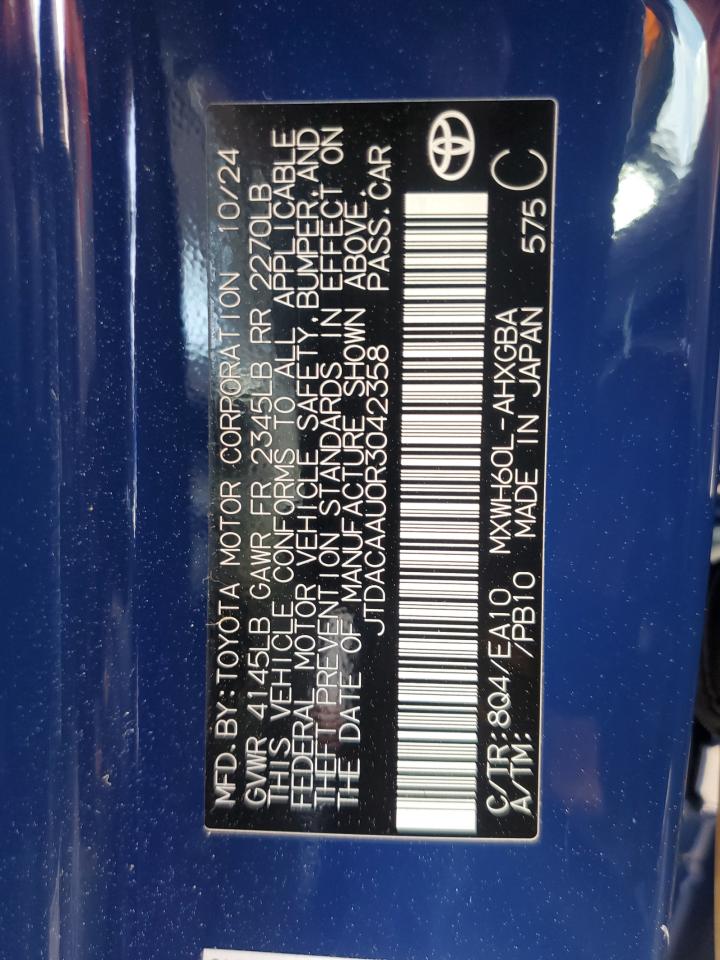 MFD. BY: TOYOTA MOTOR CORPORATION 10/24
GVWR 4145LB GAWR FR 2345LB RR 2270LB
THIS VEHICLE CONFORMS TO ALL APPLICABLE
FEDERAL MOTOR VEHICLE SAFETY, BUMPER, AND
THEFT PREVENTION STANDARDS IN EFFECT ON
THE DATE OF MANUFACTURE SHOWN ABOVE.
JTDACAAU0R3042358 PASS. CAR
C/TR: 8Q4/EA10 MXWH60L-AHXGBA
A/TM: /PB10 MADE IN JAPAN 575 C